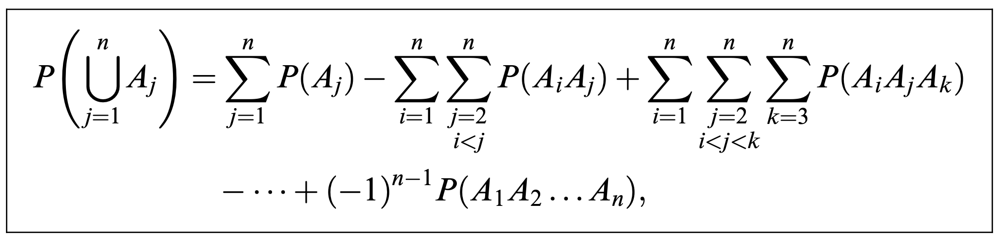 P(⋃_{j=1}^{n} A_j) = ∑_{j=1}^{n} P(A_j) − ∑_{i=1}^{n} ∑_{j=2, i<j}^{n} P(A_i A_j) + ∑_{i=1}^{n} ∑_{j=2, i<j<k}^{n} ∑_{k=3}^{n} P(A_i A_j A_k)
− ··· + (−1)^{n−1} P(A_1 A_2 ... A_n),